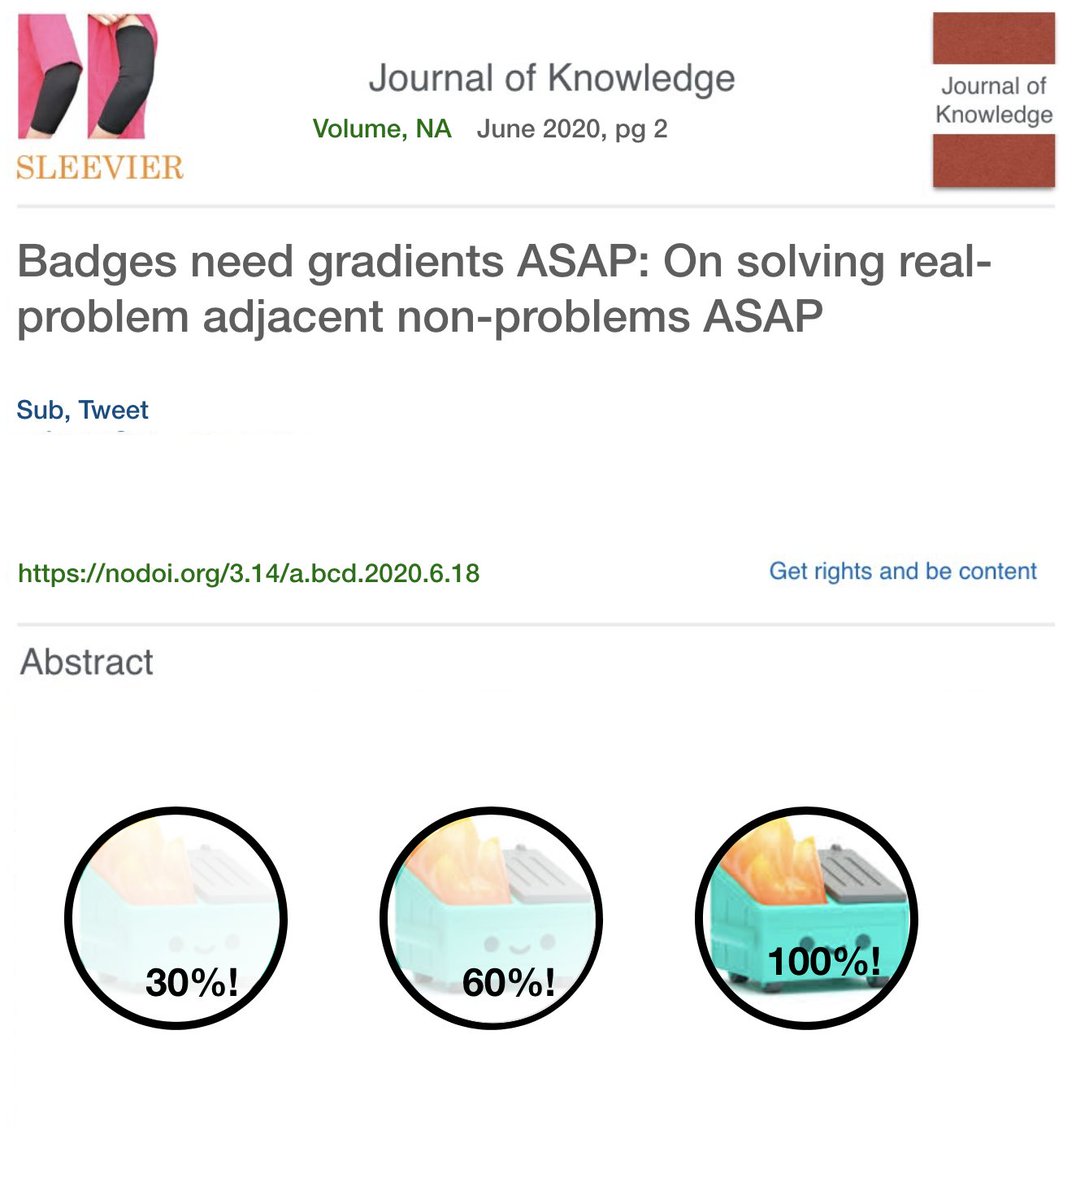 SLEEVIER
Journal of Knowledge
Volume, NA June 2020, pg 2
Journal of
Knowledge
Badges need gradients ASAP: On solving real-
problem adjacent non-problems ASAP
Sub, Tweet
https://nodoi.org/3.14/a.bcd.2020.6.18
Get rights and be content
Abstract
30%!
60%!
100%!